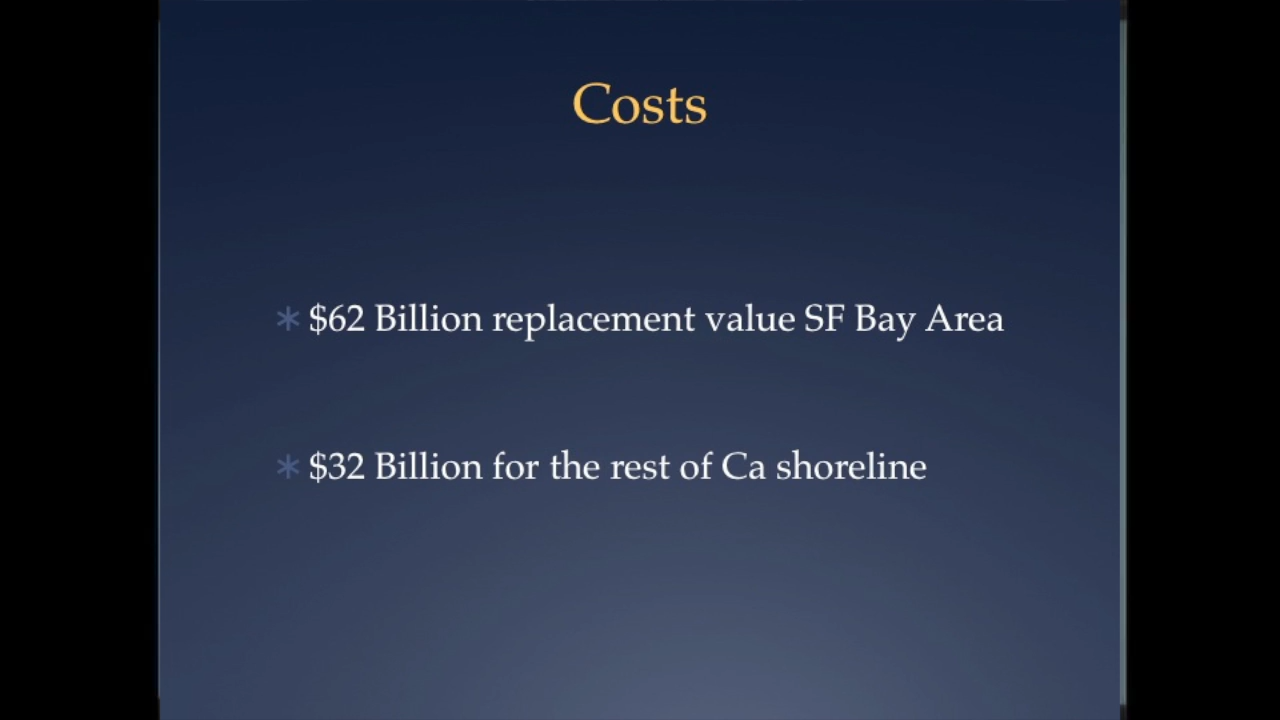 Costs
* $62 Billion replacement value SF Bay Area
* $32 Billion for the rest of Ca shoreline